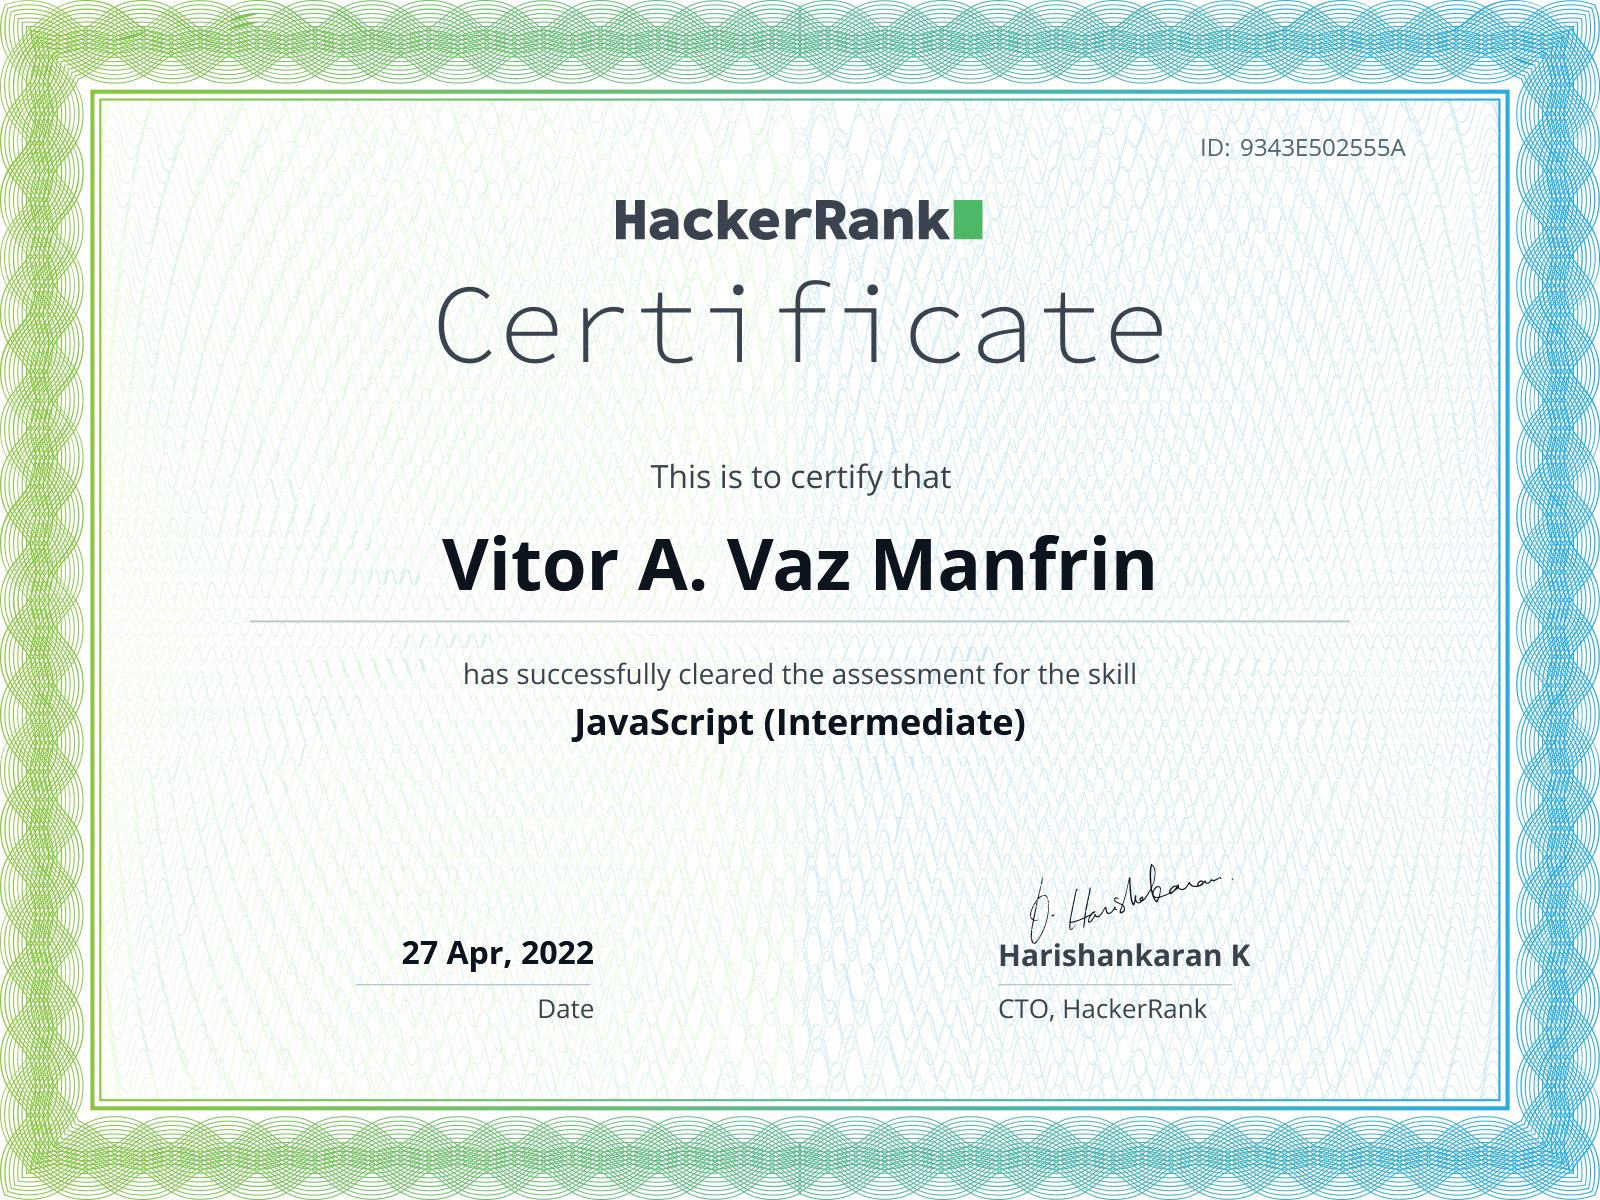 ID: 9343E502555A
HackerRank
Certificate
This is to certify that
Vitor A. Vaz Manfrin
has successfully cleared the assessment for the skill
JavaScript (Intermediate)
27 Apr, 2022
Date
J. Harishankaran
Harishankaran K
CTO, HackerRank